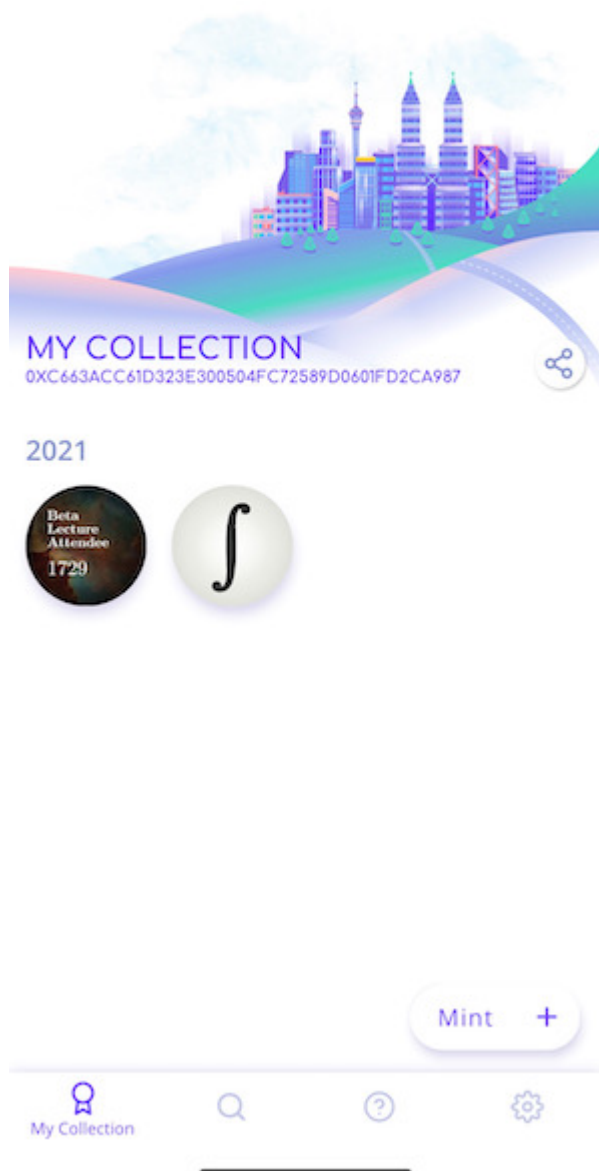 MY COLLECTION
0XC663ACC61D323E300504FC72589D0601FD2CA987
2021
Beta
Lecture
Attendee
1729
∫
Mint +
My Collection